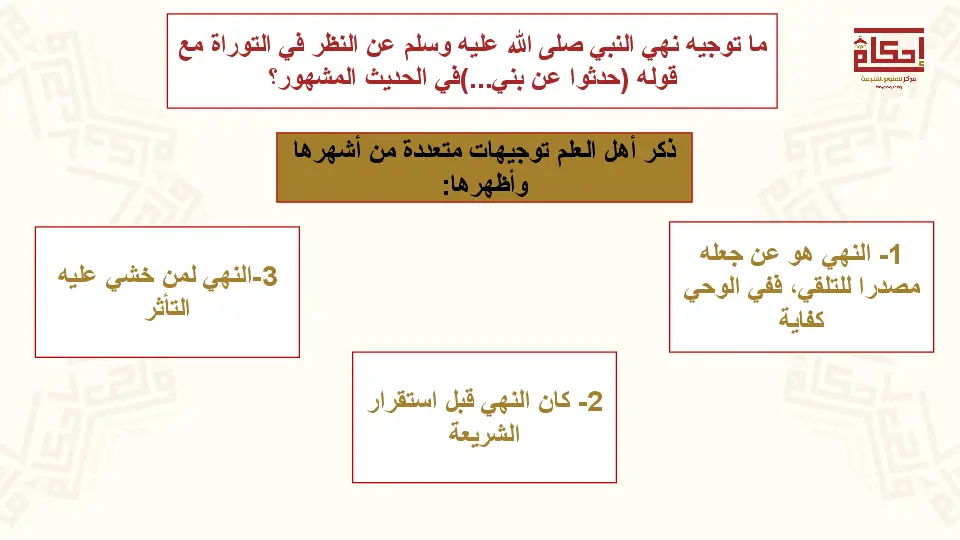 ما توجيه نهي النبي صلى الله عليه وسلم عن النظر في التوراة مع
قوله (حدثوا عن بني...)في الحديث المشهور؟
إحكام
مركز للعلوم الشرعية
ذكر أهل العلم توجيهات متعددة من أشهرها
وأظهرها:
1- النهي هو عن جعله
مصدرا للتلقي، ففي الوحي
كفاية
2- كان النهي قبل استقرار
الشريعة
3-النهي لمن خشي عليه
التأثر